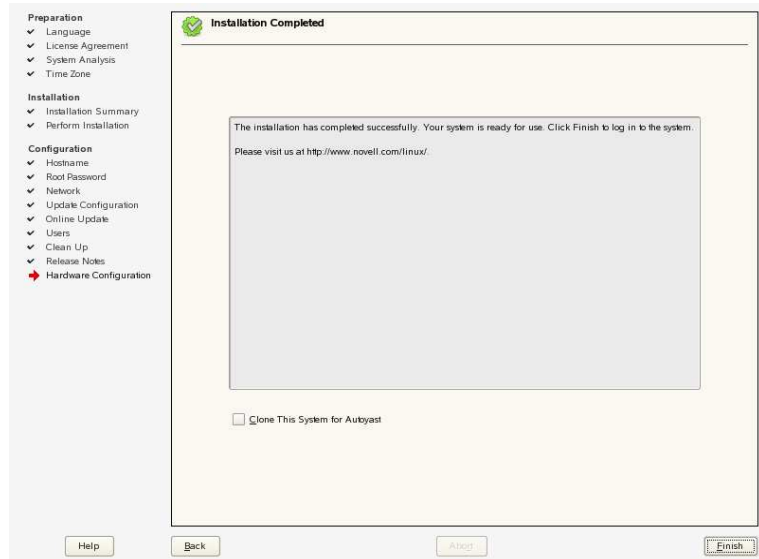 Preparation
Language
License Agreement
System Analysis
Time Zone
Installation
Installation Summary
Perform Installation
Configuration
Hostname
Root Password
Network
Update Configuration
Online Update
Users
Clean Up
Release Notes
Hardware Configuration
Installation Completed
The installation has completed successfully. Your system is ready for use. Click Finish to log in to the system.
Please visit us at http://www.novell.com/linux/.
Clone This System for Autoyast
Help
Back
Abort
Finish